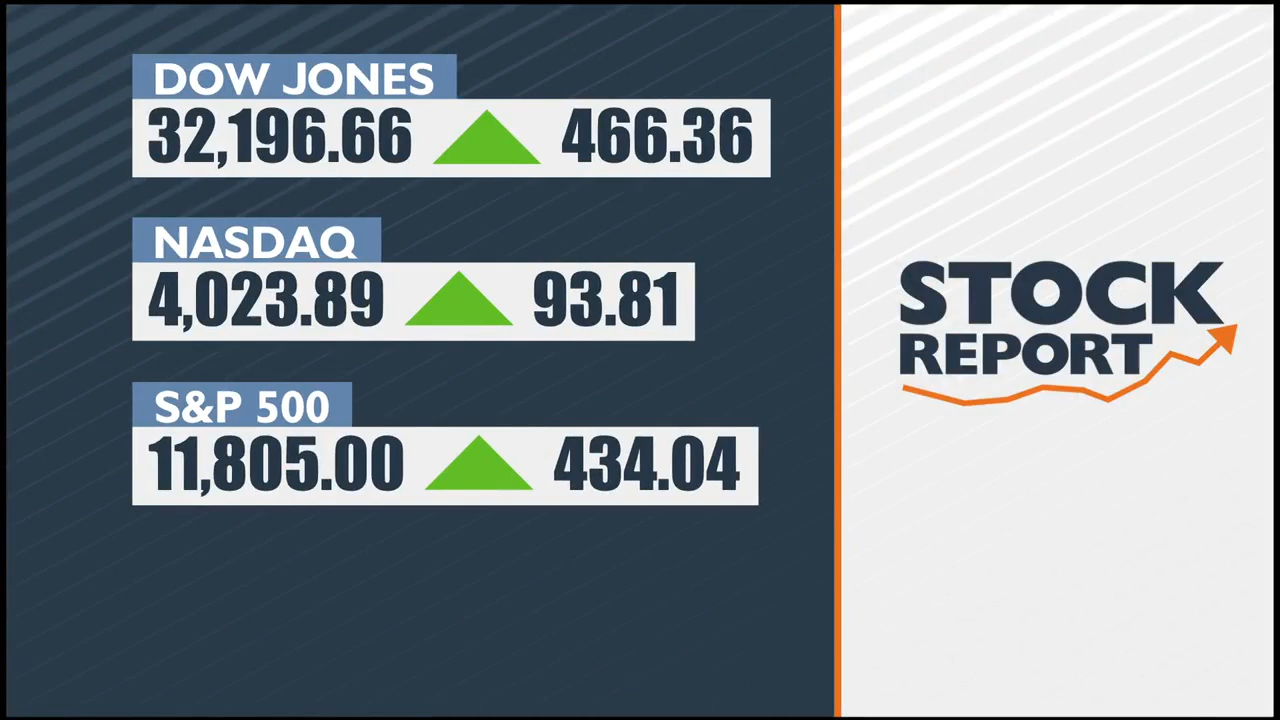 DOW JONES
32,196.66 466.36
NASDAQ
4,023.89 93.81
S&P 500
11,805.00 434.04
STOCK
REPORT